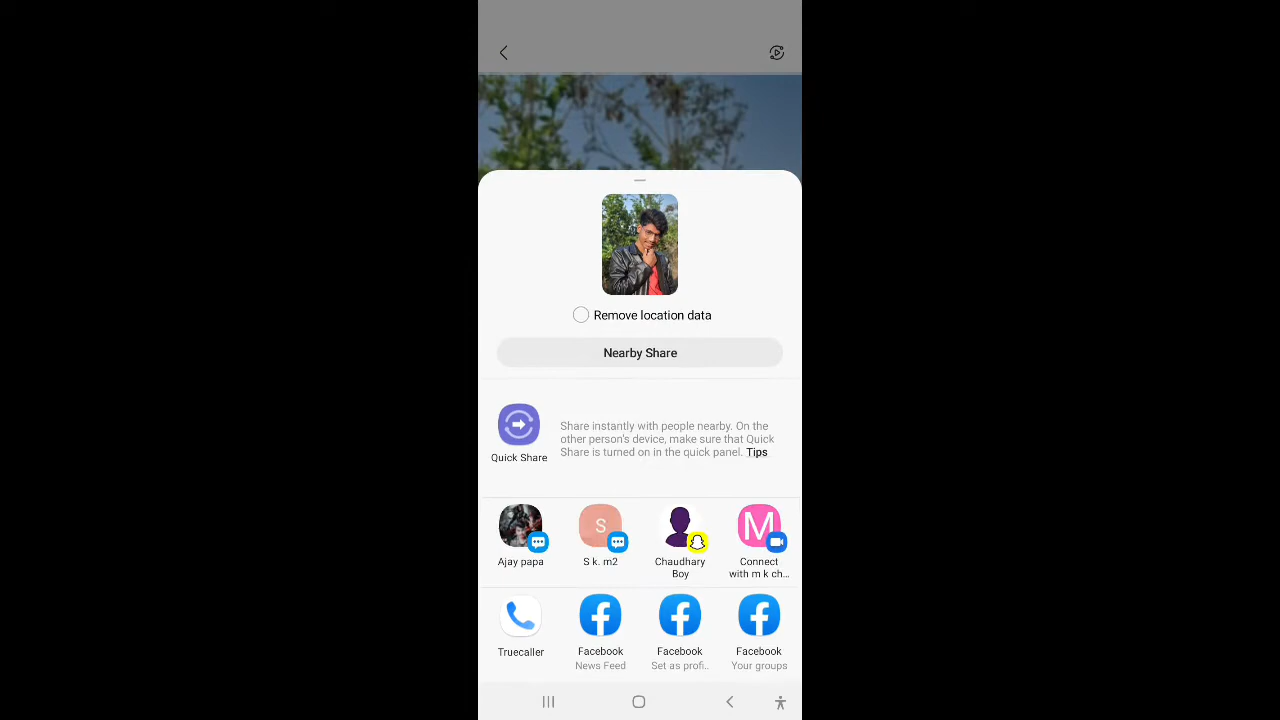 Remove location data
Nearby Share
Share instantly with people nearby. On the
other person's device, make sure that Quick
Share is turned on in the quick panel. Tips
Quick Share
S
M
Ajay papa
S k. m2
Chaudhary
Boy
Connect
with m k ch...
Truecaller
Facebook
News Feed
Facebook
Set as profi..
Facebook
Your groups